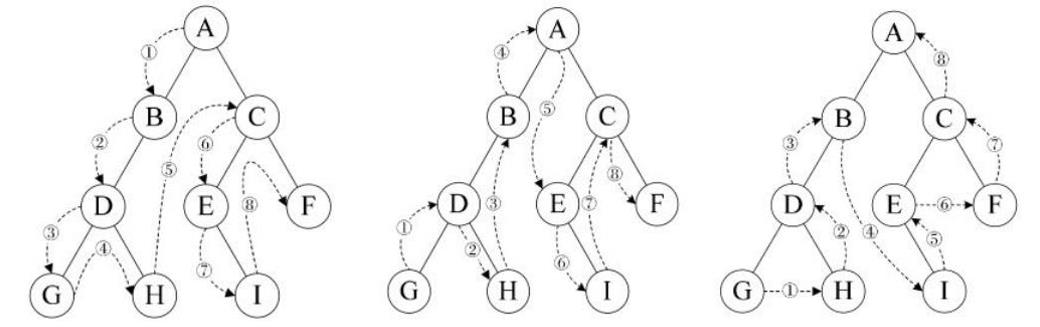 A A A
① ④ ⑤ ⑧
B C B C B C
② ⑤ ⑥ ③ ⑦
D E F D E F D E F
③ ④ ⑦ ⑧ ① ② ③ ⑥ ⑦ ⑧ ② ④ ⑤ ⑥
G H I G H I G ① H I